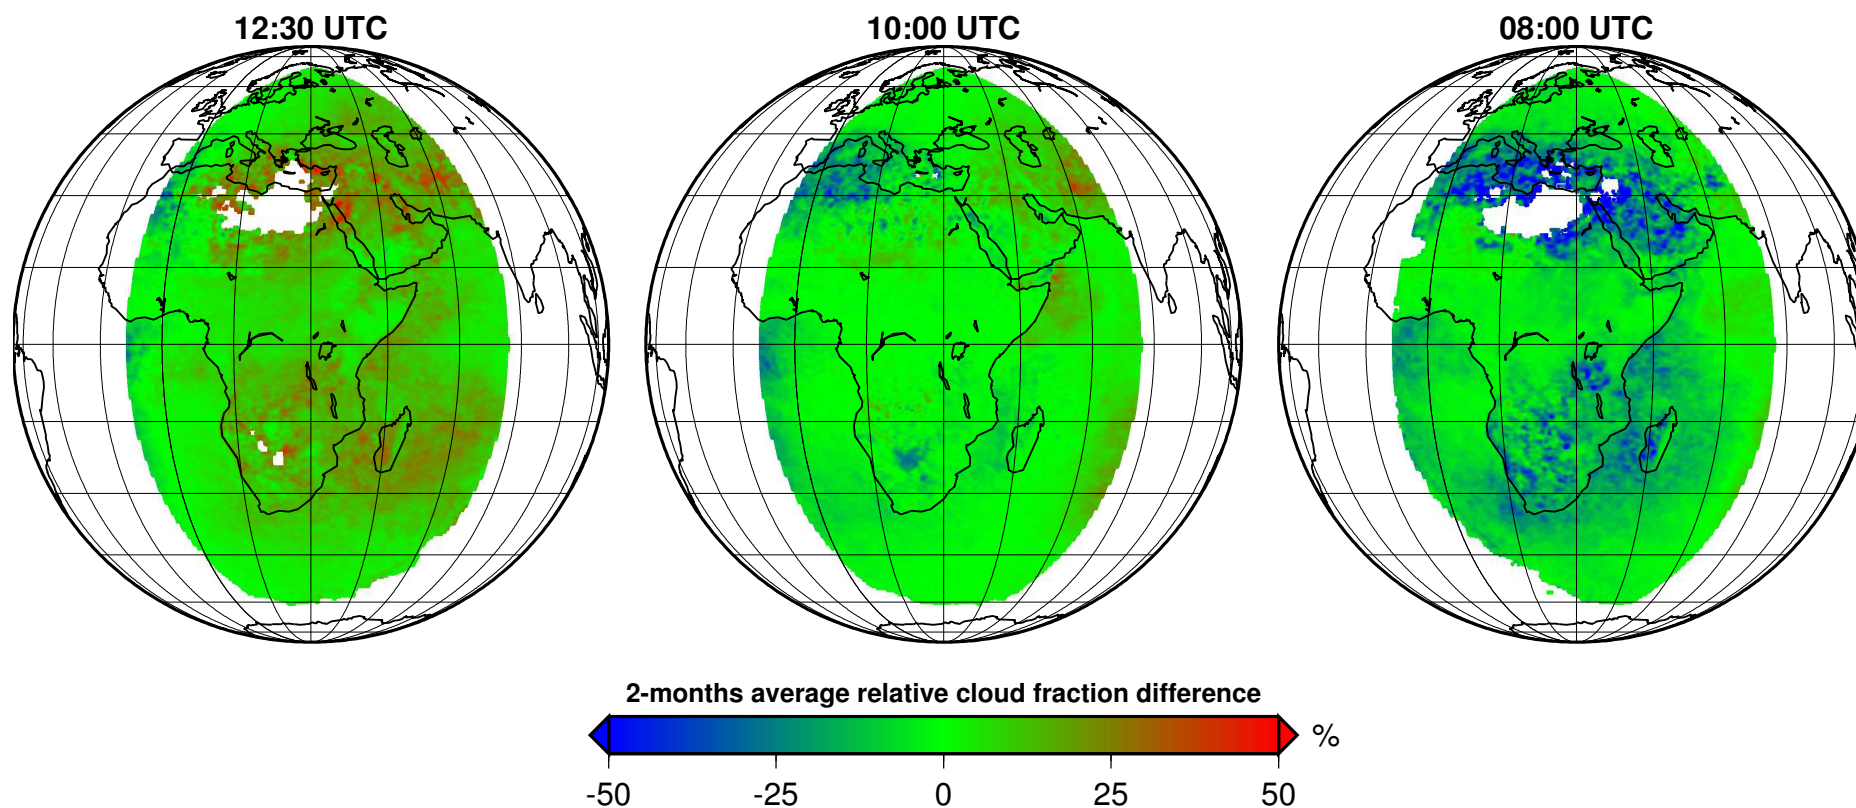 12:30 UTC 10:00 UTC 08:00 UTC
2-months average relative cloud fraction difference
%
-50 -25 0 25 50